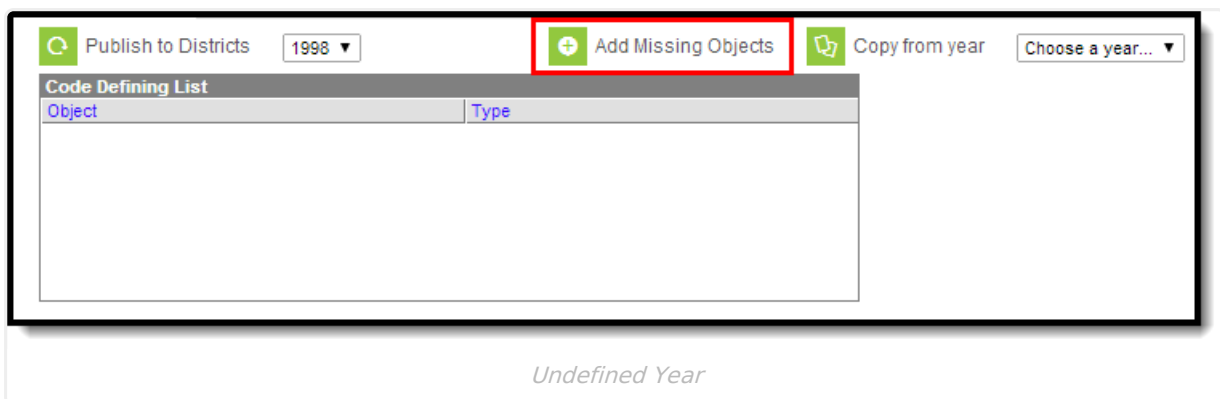 Publish to Districts 1998 ▼ Add Missing Objects Copy from year Choose a year... ▼
Code Defining List
Object Type
Undefined Year